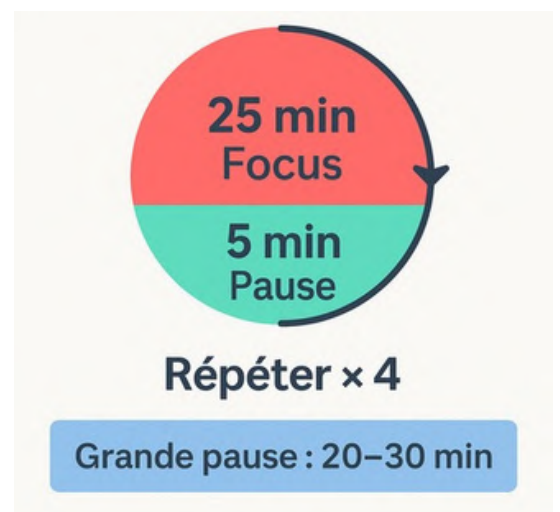 25 min
Focus
5 min
Pause
Répéter × 4
Grande pause : 20–30 min